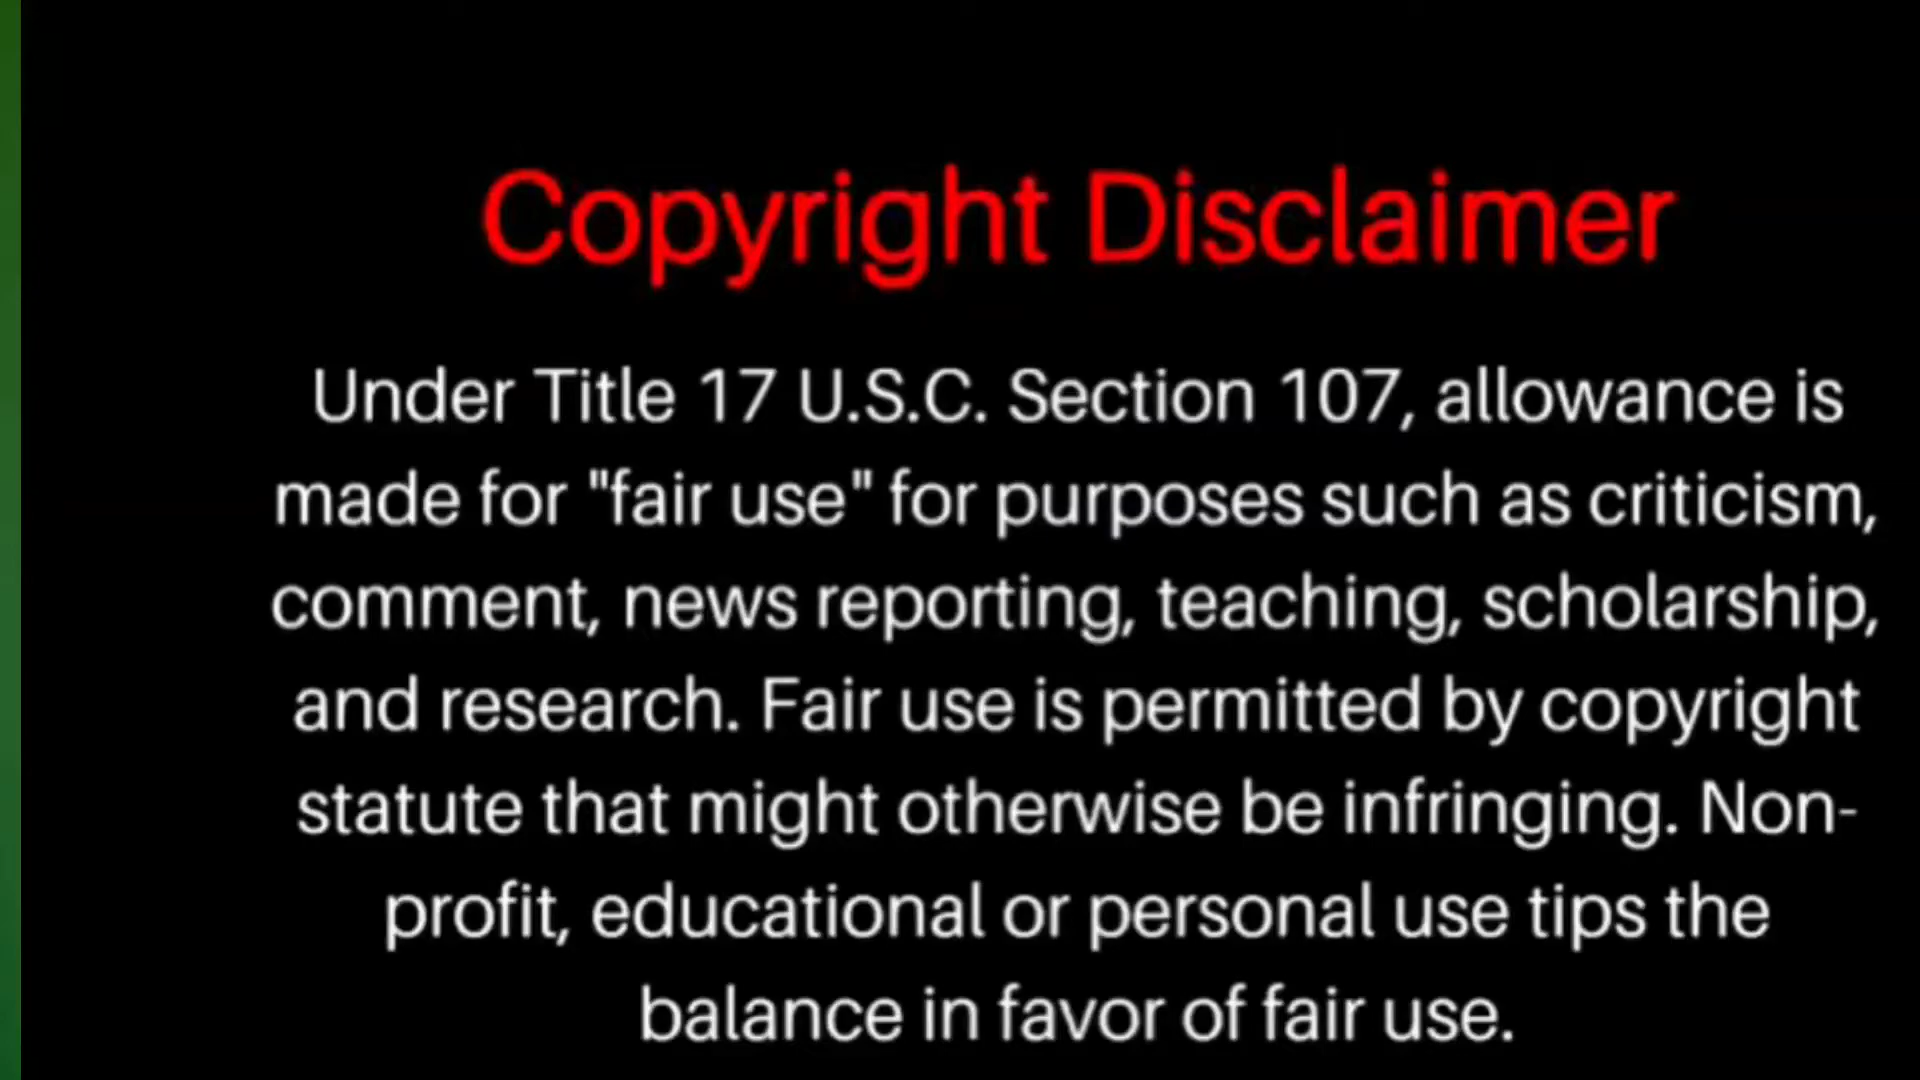 Copyright Disclaimer
Under Title 17 U.S.C. Section 107, allowance is
made for "fair use" for purposes such as criticism,
comment, news reporting, teaching, scholarship,
and research. Fair use is permitted by copyright
statute that might otherwise be infringing. Non-
profit, educational or personal use tips the
balance in favor of fair use.